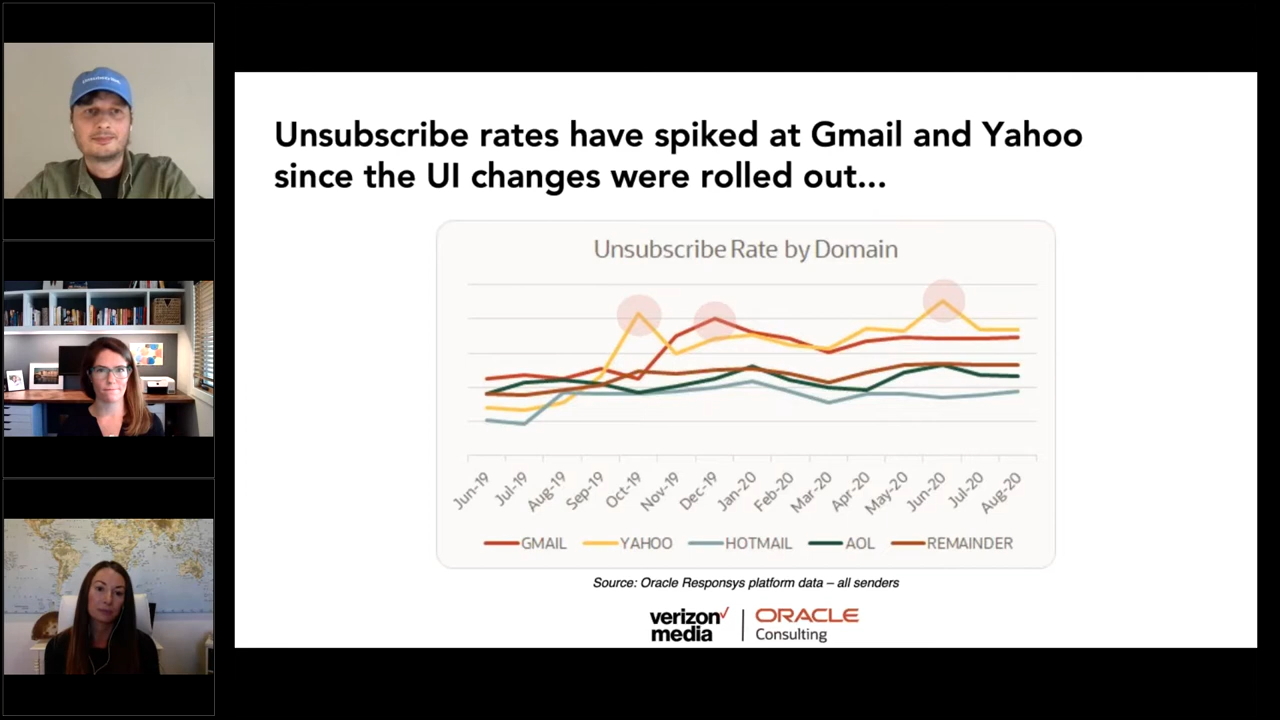 Unsubscribe rates have spiked at Gmail and Yahoo
since the UI changes were rolled out...
Unsubscribe Rate by Domain
Jun-19 Jul-19 Aug-19 Sep-19 Oct-19 Nov-19 Dec-19 Jan-20 Feb-20 Mar-20 Apr-20 May-20 Jun-20 Jul-20 Aug-20
GMAIL YAHOO HOTMAIL AOL REMAINDER
Source: Oracle Responsys platform data – all senders
verizon✓
media
ORACLE
Consulting